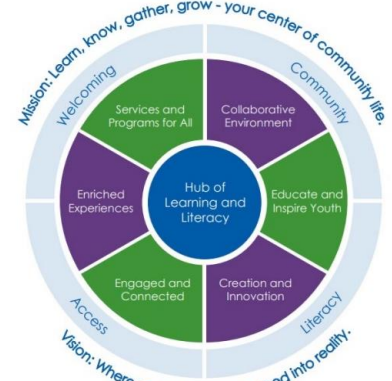 Mission: Learn, know, gather, grow - your center of community life.
Welcoming
Community
Services and
Programs for All
Collaborative
Environment
Enriched
Experiences
Hub of
Learning and
Literacy
Educate and
Inspire Youth
Engaged and
Connected
Creation and
Innovation
Access
Literacy
Vision: Where
into reality.